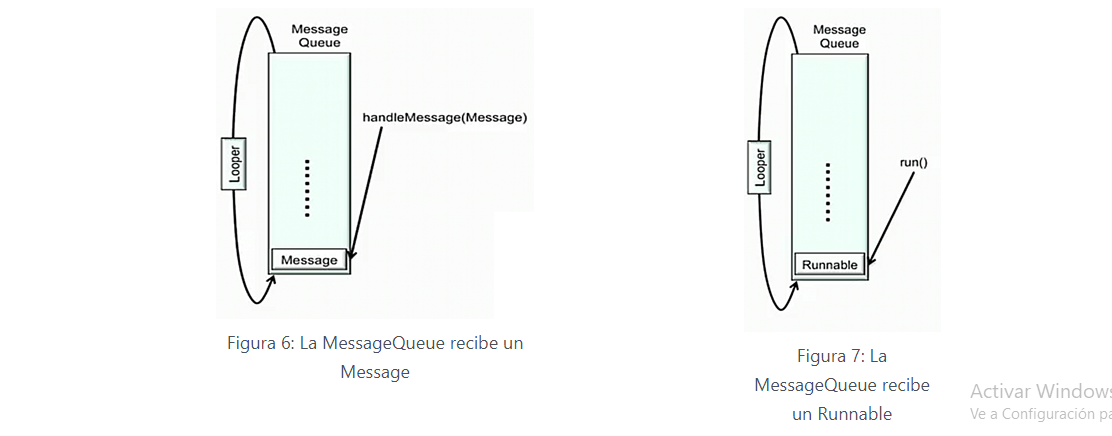 Message
Queue
handleMessage(Message)
Looper
Message
Figura 6: La MessageQueue recibe un
Message
Message
Queue
run()
Looper
Runnable
Figura 7: La
MessageQueue recibe
un Runnable
Activar Windows
Ve a Configuración pa